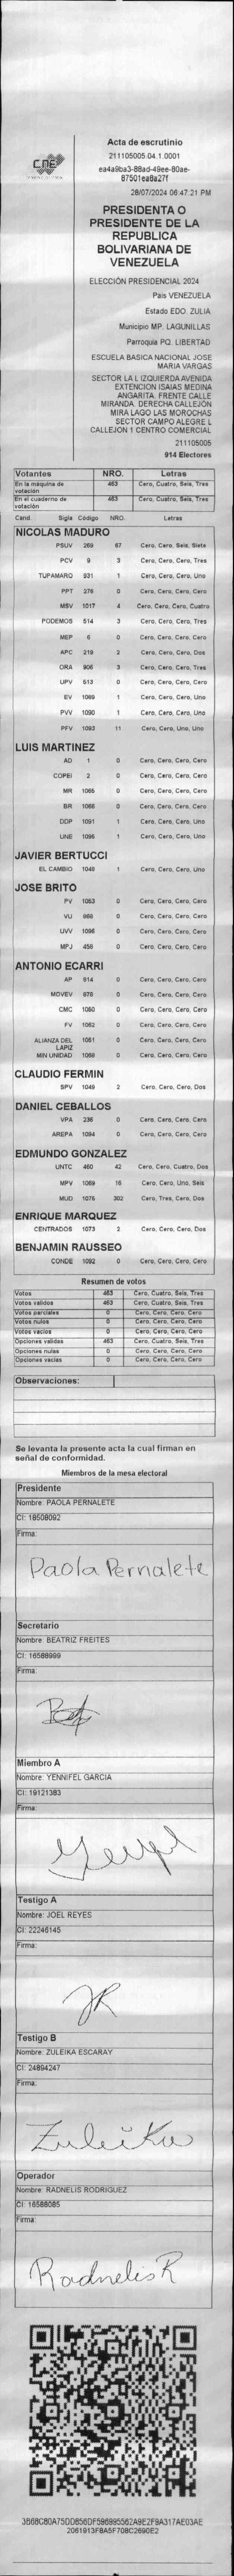 CNE
Acta de escrutinio
211105005.04.1.0001
ea4a9ba3-88ad-49ee-80ae-
87501ea8a27f
28/07/2024 06:47:21 PM
PRESIDENTA O
PRESIDENTE DE LA
REPUBLICA
BOLIVARIANA DE
VENEZUELA
ELECCIÓN PRESIDENCIAL 2024
País VENEZUELA
Estado EDO. ZULIA
Municipio MP. LAGUNILLAS
Parroquia PQ. LIBERTAD
ESCUELA BASICA NACIONAL JOSE
MARIA VARGAS
SECTOR LA L IZQUIERDA AVENIDA
EXTENCION ISAIAS MEDINA
ANGARITA. FRENTE CALLE
MIRANDA. DERECHA CALLEJÓN
MIRA LAGO LAS MOROCHAS
SECTOR CAMPO ALEGRE L
CALLEJON 1 CENTRO COMERCIAL
211105005
914 Electores
Votantes NRO. Letras
En la máquina de votación 463 Cero, Cuatro, Seis, Tres
En el cuaderno de votación 463 Cero, Cuatro, Seis, Tres
Cand. Sigla Código NRO. Letras
NICOLAS MADURO
PSUV 269 67 Cero, Cero, Seis, Siete
PCV 9 3 Cero, Cero, Cero, Tres
TUPAMARO 931 1 Cero, Cero, Cero, Uno
PPT 276 0 Cero, Cero, Cero, Cero
MSV 1017 4 Cero, Cero, Cero, Cuatro
PODEMOS 514 3 Cero, Cero, Cero, Tres
MEP 6 0 Cero, Cero, Cero, Cero
APC 219 2 Cero, Cero, Cero, Dos
ORA 906 3 Cero, Cero, Cero, Tres
UPV 513 0 Cero, Cero, Cero, Cero
EV 1069 1 Cero, Cero, Cero, Uno
PVV 1090 1 Cero, Cero, Cero, Uno
PFV 1093 11 Cero, Cero, Uno, Uno
LUIS MARTINEZ
AD 1 0 Cero, Cero, Cero, Cero
COPEI 2 0 Cero, Cero, Cero, Cero
MR 1065 0 Cero, Cero, Cero, Cero
BR 1066 0 Cero, Cero, Cero, Cero
DDP 1091 1 Cero, Cero, Cero, Uno
UNE 1095 1 Cero, Cero, Cero, Uno
JAVIER BERTUCCI
EL CAMBIO 1048 1 Cero, Cero, Cero, Uno
JOSE BRITO
PV 1053 0 Cero, Cero, Cero, Cero
VU 968 0 Cero, Cero, Cero, Cero
UVV 1096 0 Cero, Cero, Cero, Cero
MPJ 458 0 Cero, Cero, Cero, Cero
ANTONIO ECARRI
AP 814 0 Cero, Cero, Cero, Cero
MOVEV 978 0 Cero, Cero, Cero, Cero
CMC 1050 0 Cero, Cero, Cero, Cero
FV 1062 0 Cero, Cero, Cero, Cero
ALIANZA DEL LAPIZ 1051 0 Cero, Cero, Cero, Cero
MIN UNIDAD 1068 0 Cero, Cero, Cero, Cero
CLAUDIO FERMIN
SPV 1049 2 Cero, Cero, Cero, Dos
DANIEL CEBALLOS
VPA 236 0 Cero, Cero, Cero, Cero
AREPA 1094 0 Cero, Cero, Cero, Cero
EDMUNDO GONZALEZ
UNTC 460 42 Cero, Cero, Cuatro, Dos
MPV 1069 16 Cero, Cero, Uno, Seis
MUD 1076 302 Cero, Tres, Cero, Dos
ENRIQUE MARQUEZ
CENTRADOS 1073 2 Cero, Cero, Cero, Dos
BENJAMIN RAUSSEO
CONDE 1092 0 Cero, Cero, Cero, Cero
Resumen de votos
Votos 463 Cero, Cuatro, Seis, Tres
Votos validos 463 Cero, Cuatro, Seis, Tres
Votos parciales 0 Cero, Cero, Cero, Cero
Votos nulos 0 Cero, Cero, Cero, Cero
Votos vacios 0 Cero, Cero, Cero, Cero
Opciones validas 463 Cero, Cuatro, Seis, Tres
Opciones nulas 0 Cero, Cero, Cero, Cero
Opciones vacias 0 Cero, Cero, Cero, Cero
Observaciones:
Se levanta la presente acta la cual firman en
señal de conformidad.
Miembros de la mesa electoral
Presidente
Nombre: PAOLA PERNALETE
CI: 18508092
Firma:
Paola Pernalete
Secretario
Nombre: BEATRIZ FREITES
CI: 16588999
Firma:
Miembro A
Nombre: YENNIFEL GARCIA
CI: 19121383
Firma:
Testigo A
Nombre: JOEL REYES
CI: 22246145
Firma:
JR
Testigo B
Nombre: ZULEIKA ESCARAY
CI: 24894247
Firma:
Zuleika
Operador
Nombre: RADNELIS RODRIGUEZ
CI: 16588085
Firma:
Radnelis R
3B68C80A75DD856DF596995562A9E2F9A317AE03AE
2061913F8A5F708C2690E2